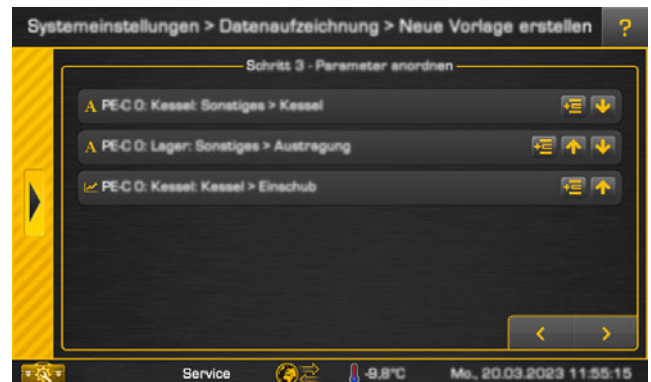 Systemeinstellungen > Datenaufzeichnung > Neue Vorlage erstellen ?
Schritt 3 - Parameter anordnen
A PE-C 0: Kessel: Sonstiges > Kessel
A PE-C 0: Lager: Sonstiges > Austragung
PE-C 0: Kessel: Kessel > Einschub
Service -9,8°C Mo., 20.03.2023 11:55:15